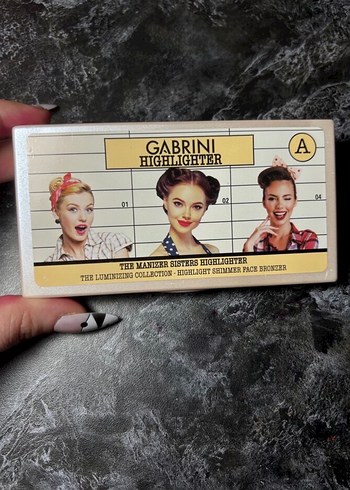 GABRINI
HIGHLIGHTER
A
01
02
04
THE MANIZER SISTERS HIGHLIGHTER
THE LUMINIZING COLLECTION · HIGHLIGHT SHIMMER FACE BRONZER